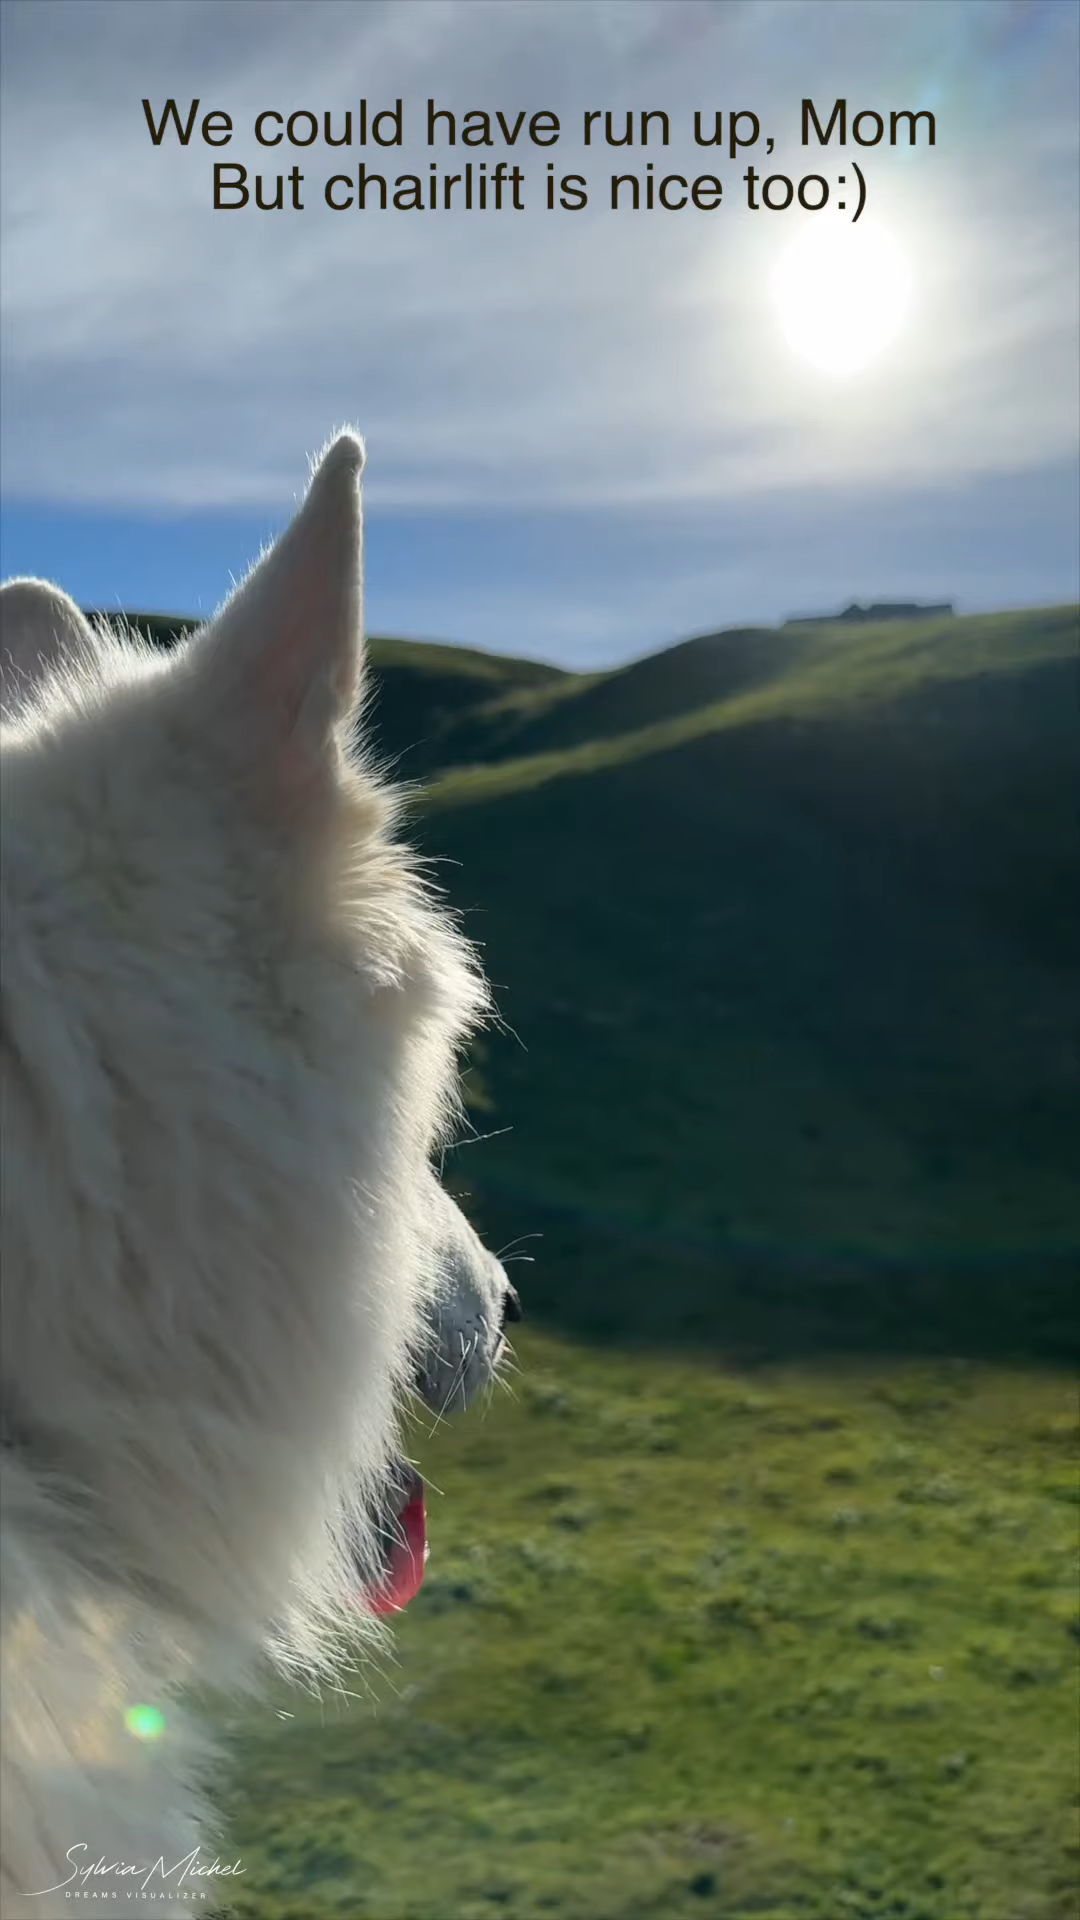 We could have run up, Mom
But chairlift is nice too:)
Sylvia Michel
DREAMS VISUALIZER